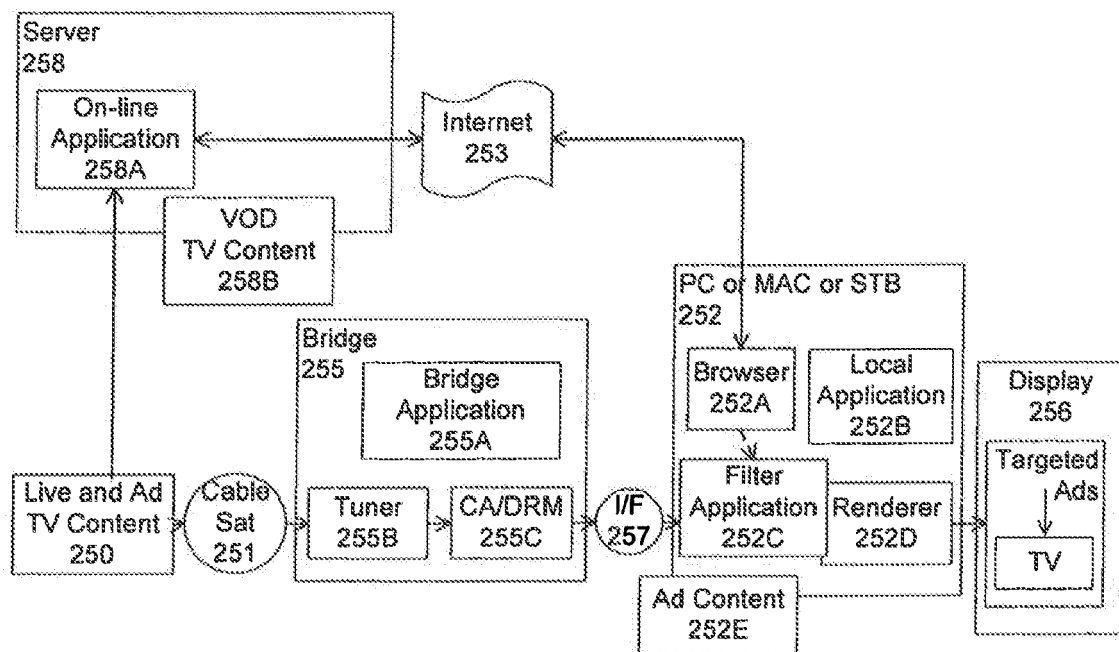 Server
258
On-line
Application
258A
Internet
253
VOD
TV Content
258B
PC or MAC or STB
252
Bridge
255
Bridge
Application
255A
Browser
252A
Local
Application
252B
Display
256
Live and Ad
TV Content
250
Cable
Sat
251
Tuner
255B
CA/DRM
255C
I/F
257
Filter
Application
252C
Renderer
252D
Targeted
Ads
TV
Ad Content
252E